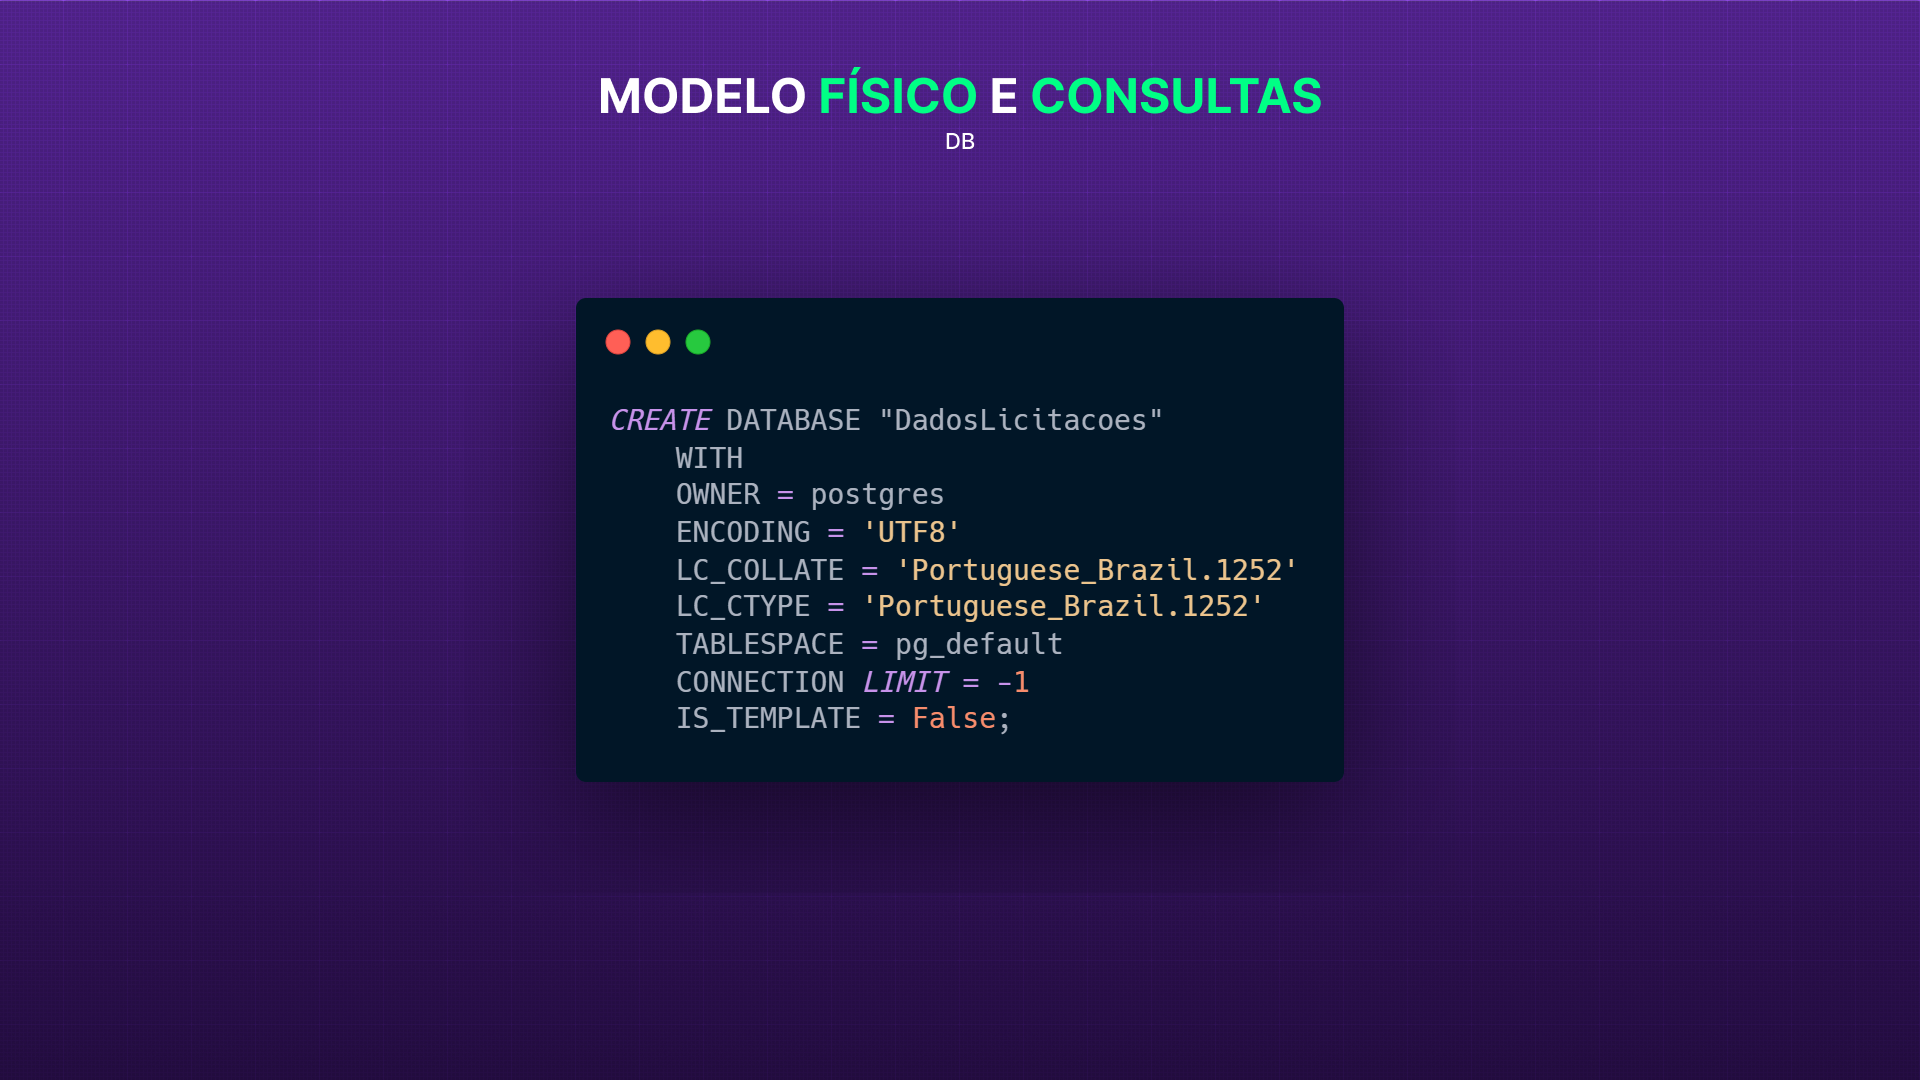 MODELO FÍSICO E CONSULTAS
DB
CREATE DATABASE "DadosLicitacoes"
    WITH
    OWNER = postgres
    ENCODING = 'UTF8'
    LC_COLLATE = 'Portuguese_Brazil.1252'
    LC_CTYPE = 'Portuguese_Brazil.1252'
    TABLESPACE = pg_default
    CONNECTION LIMIT = -1
    IS_TEMPLATE = False;